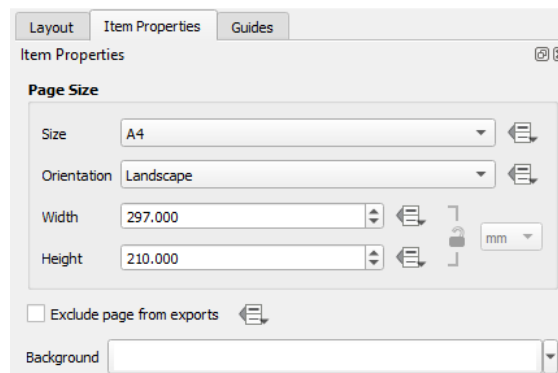 Layout Item Properties Guides
Item Properties
Page Size
Size A4
Orientation Landscape
Width 297.000
mm
Height 210.000
Exclude page from exports
Background